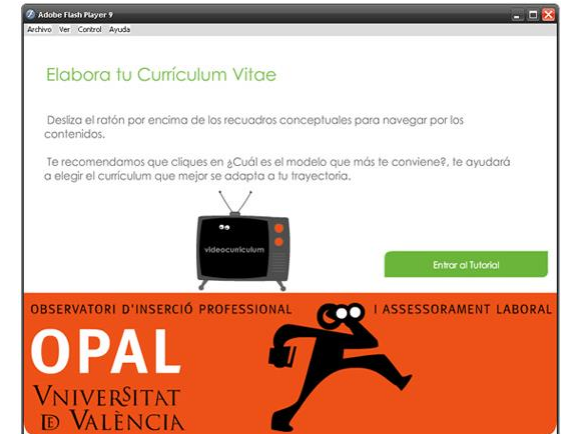 Adobe Flash Player 9
Archivo Ver Control Ayuda
Elabora tu Currículum Vitae
Desliza el ratón por encima de los recuadros conceptuales para navegar por los
contenidos.
Te recomendamos que cliques en ¿Cuál es el modelo que más te conviene?, te ayudará
a elegir el currículum que mejor se adapta a tu trayectoria.
videocurriculum
Entrar al Tutorial
OBSERVATORI D'INSERCIÓ PROFESSIONAL I ASSESSORAMENT LABORAL
OPAL
VNIVERSITAT
DE VALÈNCIA